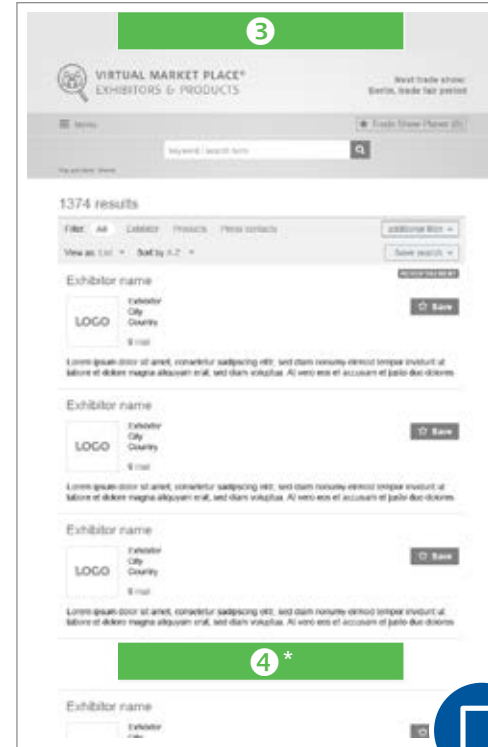 3
VIRTUAL MARKET PLACE®
EXHIBITORS & PRODUCTS
Next trade show:
Berlin, trade fair period
Menu
Trade Show Planer (0)
keyword / search term
1374 results
Filter: All Exhibitor Products Press contacts
additional filter
View as: List Sort by A-Z
Save search
Exhibitor name
ADVERTISEMENT
LOGO
Exhibitor
City
Country
Save
mail
Lorem ipsum dolor sit amet, consetetur sadipscing elitr, sed diam nonumy eirmod tempor invidunt ut
labore et dolore magna aliquyam erat, sed diam voluptua. At vero eos et accusam et justo duo dolores
Exhibitor name
LOGO
Exhibitor
City
Country
Save
mail
Lorem ipsum dolor sit amet, consetetur sadipscing elitr, sed diam nonumy eirmod tempor invidunt ut
labore et dolore magna aliquyam erat, sed diam voluptua. At vero eos et accusam et justo duo dolores
Exhibitor name
LOGO
Exhibitor
City
Country
Save
mail
Lorem ipsum dolor sit amet, consetetur sadipscing elitr, sed diam nonumy eirmod tempor invidunt ut
labore et dolore magna aliquyam erat, sed diam voluptua. At vero eos et accusam et justo duo dolores
4 *
Exhibitor name
Exhibitor
City